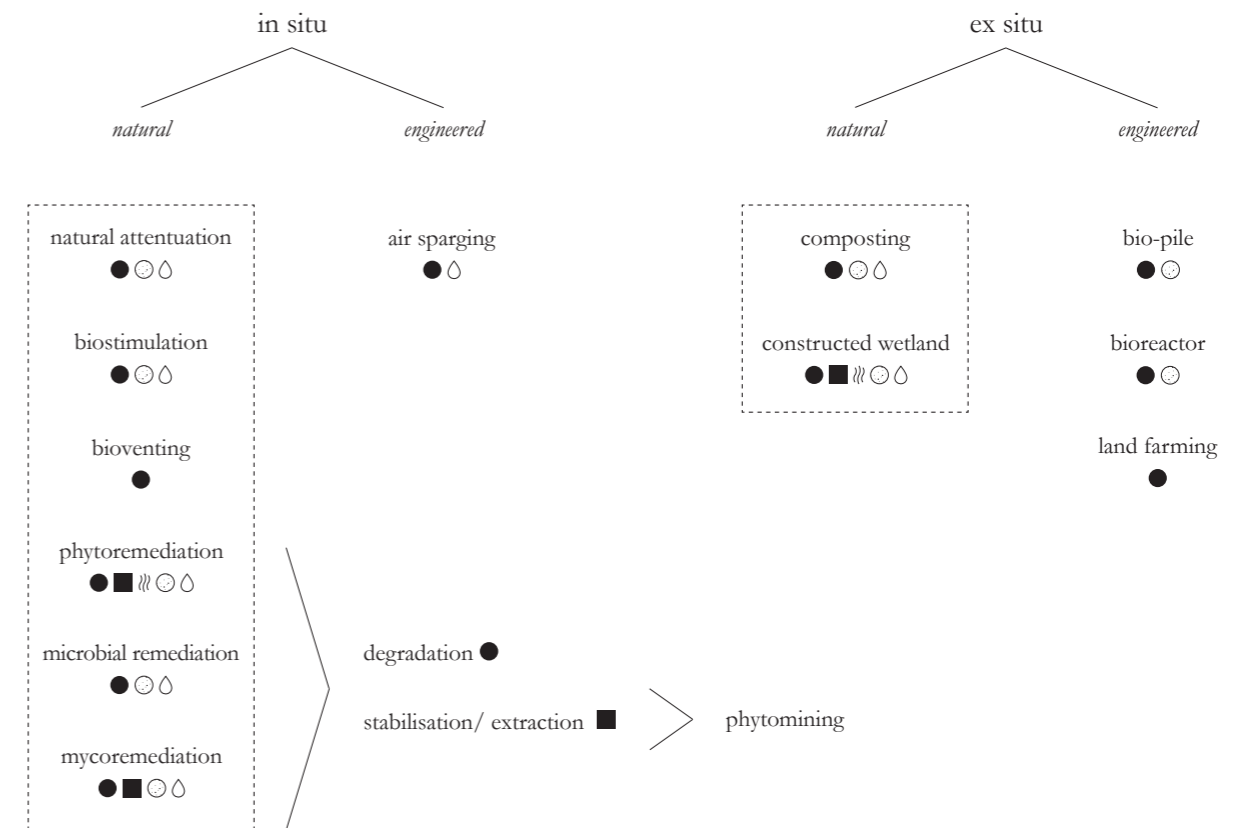 in situ
natural
engineered
natural attentuation
biostimulation
bioventing
phytoremediation
microbial remediation
mycoremediation
air sparging
degradation
stabilisation/ extraction
phytomining
ex situ
natural
engineered
composting
constructed wetland
bio-pile
bioreactor
land farming